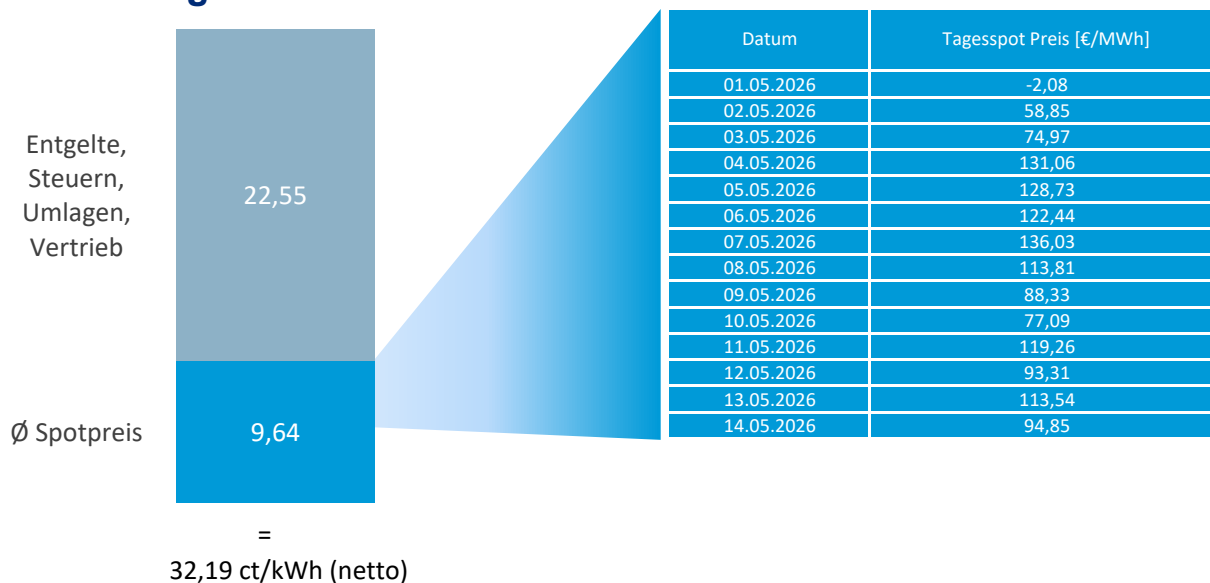 Entgelte,
Steuern,
Umlagen,
Vertrieb
22,55
Ø Spotpreis
9,64
=
32,19 ct/kWh (netto)
Datum Tagesspot Preis [€/MWh]
01.05.2026 -2,08
02.05.2026 58,85
03.05.2026 74,97
04.05.2026 131,06
05.05.2026 128,73
06.05.2026 122,44
07.05.2026 136,03
08.05.2026 113,81
09.05.2026 88,33
10.05.2026 77,09
11.05.2026 119,26
12.05.2026 93,31
13.05.2026 113,54
14.05.2026 94,85